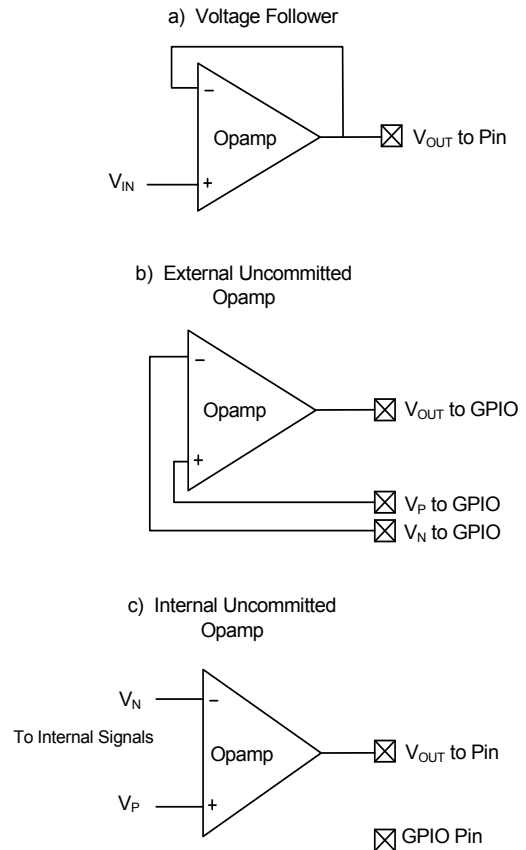 a) Voltage Follower
−
Opamp
V_OUT to Pin
V_IN
+
b) External Uncommitted
Opamp
−
Opamp
V_OUT to GPIO
+
V_P to GPIO
V_N to GPIO
c) Internal Uncommitted
Opamp
V_N
−
To Internal Signals
Opamp
V_OUT to Pin
V_P
+
GPIO Pin